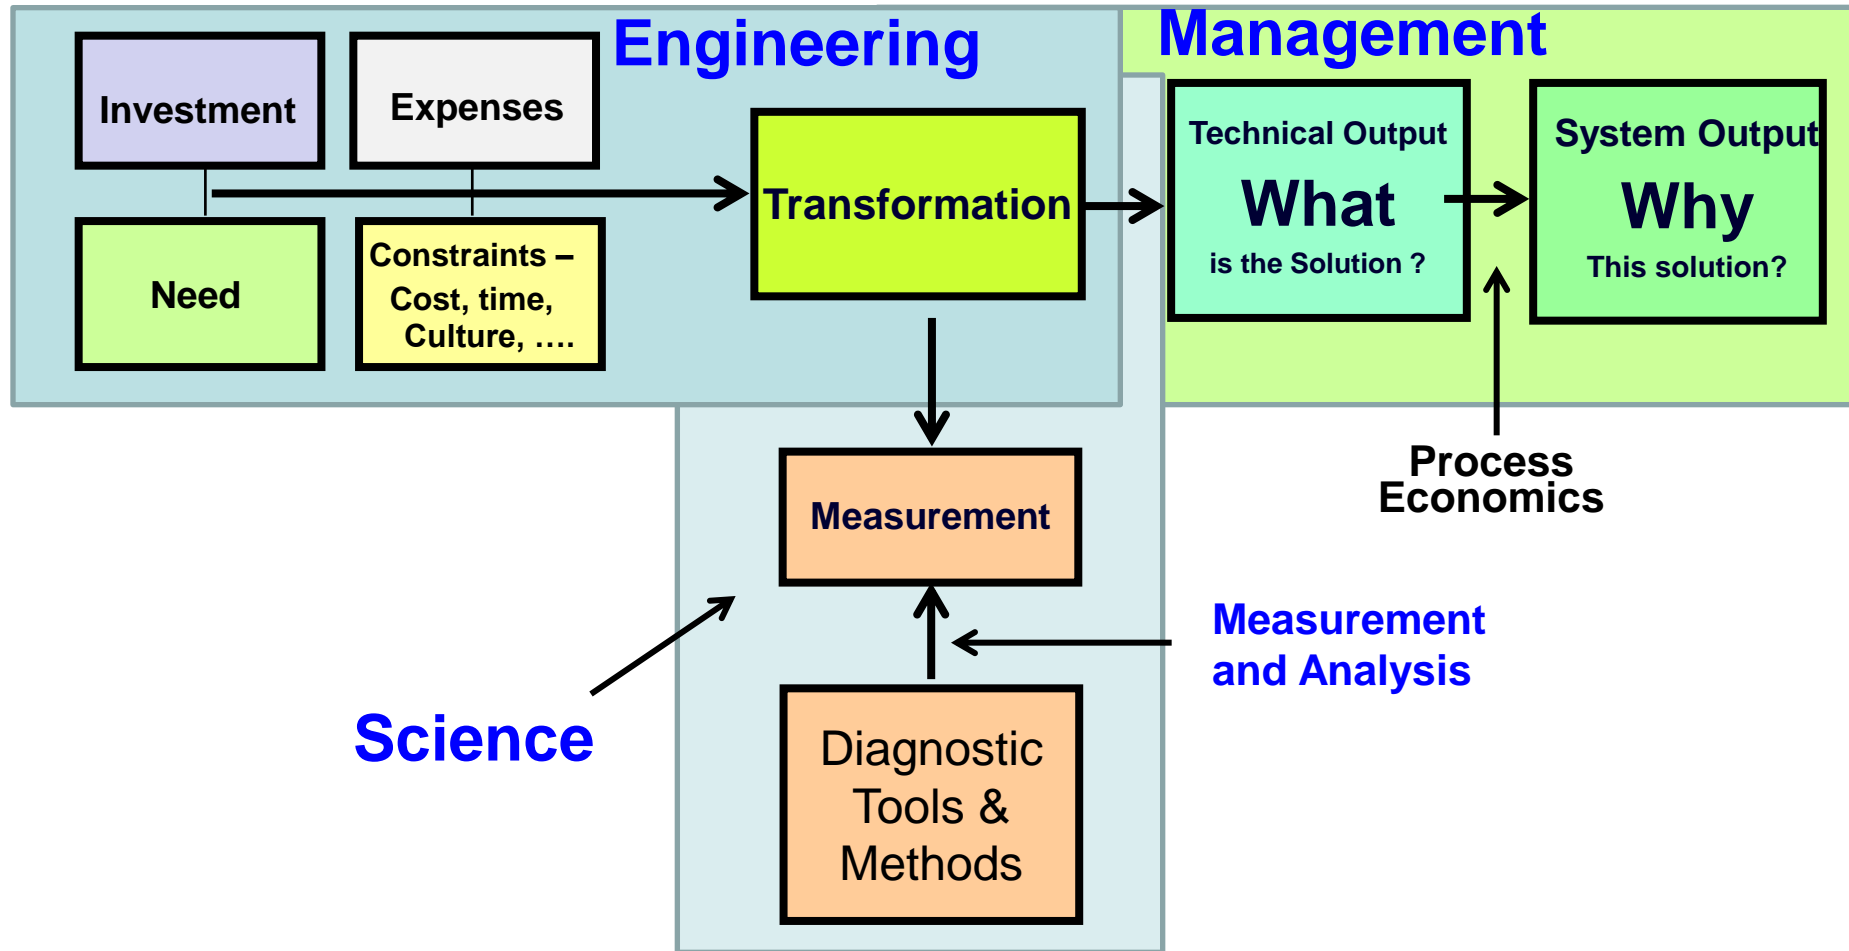 Engineering
Management
Investment
Expenses
Need
Constraints –
Cost, time,
Culture, ....
Transformation
Technical Output
What
is the Solution ?
System Output
Why
This solution?
Process
Economics
Measurement
Measurement
and Analysis
Science
Diagnostic
Tools &
Methods